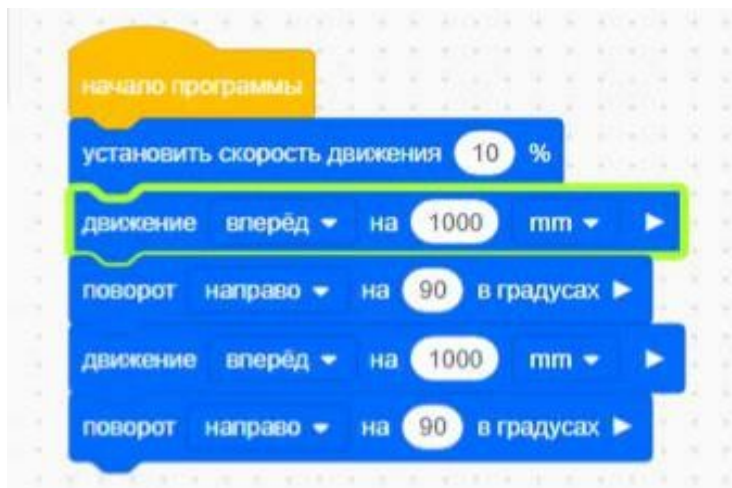 начало программы
установить скорость движения 10 %
движение вперёд на 1000 mm
поворот направо на 90 в градусах
движение вперёд на 1000 mm
поворот направо на 90 в градусах